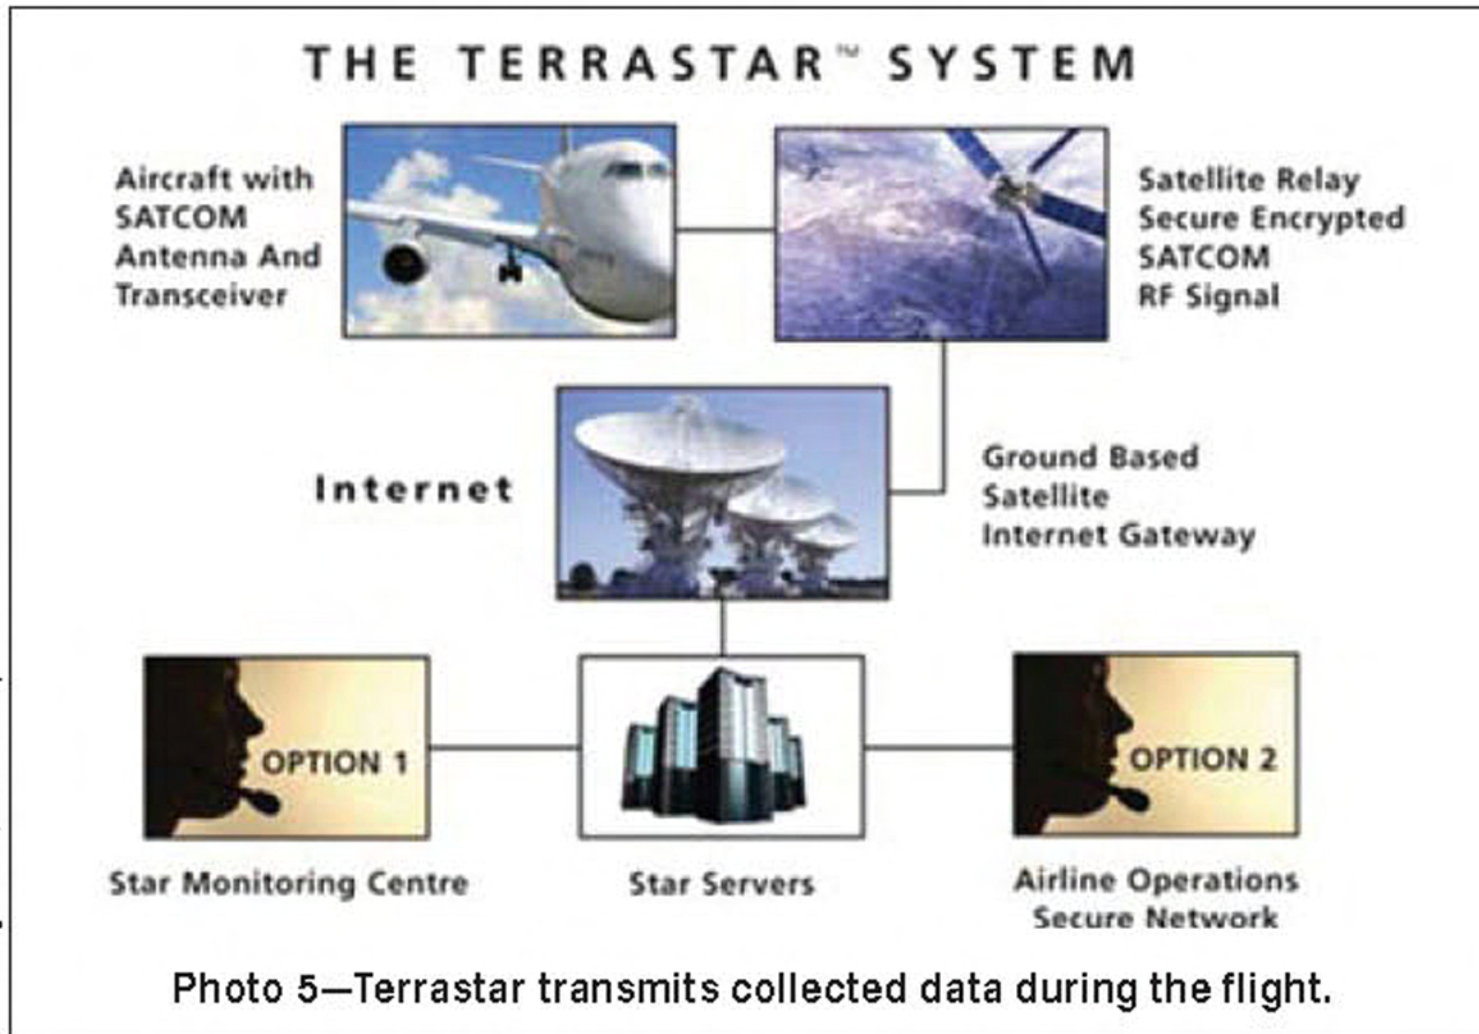 THE TERRASTAR™ SYSTEM
Aircraft with
SATCOM
Antenna And
Transceiver
Satellite Relay
Secure Encrypted
SATCOM
RF Signal
Internet
Ground Based
Satellite
Internet Gateway
OPTION 1
OPTION 2
Star Monitoring Centre
Star Servers
Airline Operations
Secure Network
Photo 5—Terrastar transmits collected data during the flight.